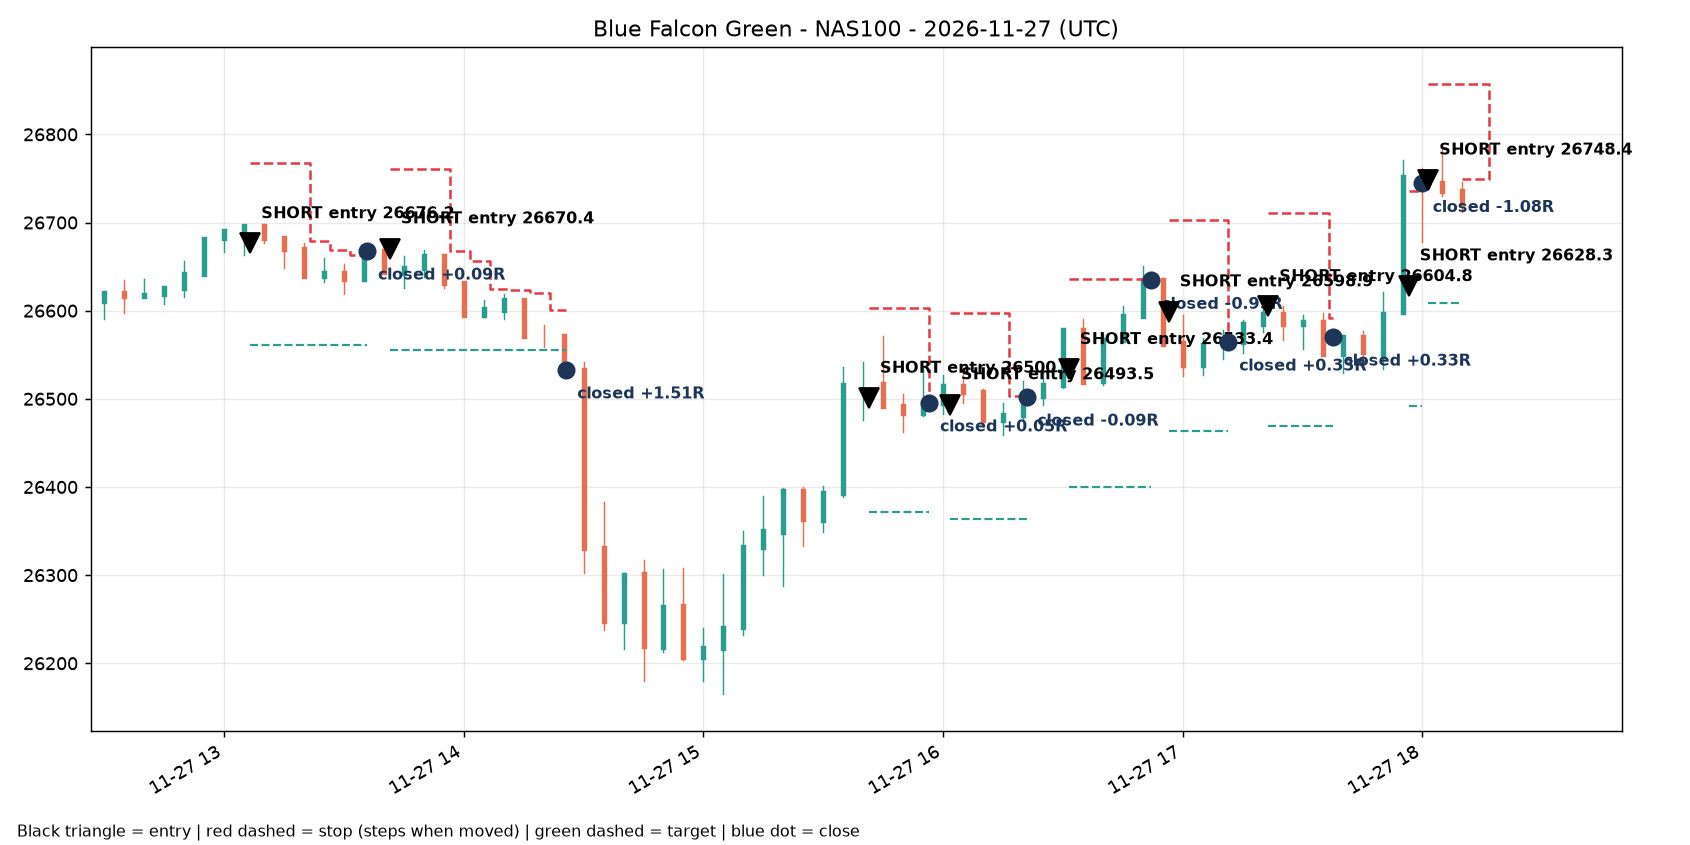 Blue Falcon Green - NAS100 - 2026-11-27 (UTC)
26800
26700
26600
26500
26400
26300
26200
SHORT entry 26676.2
SHORT entry 26670.4
closed +0.09R
closed +1.51R
SHORT entry 26500
SHORT entry 26493.5
closed +0.05R
closed -0.09R
SHORT entry 26533.4
SHORT entry 26598.9
closed
SHORT entry 26604.8
closed +0.33R
closed +0.33R
SHORT entry 26628.3
SHORT entry 26748.4
closed -1.08R
11-27 13
11-27 14
11-27 15
11-27 16
11-27 17
11-27 18
Black triangle = entry | red dashed = stop (steps when moved) | green dashed = target | blue dot = close